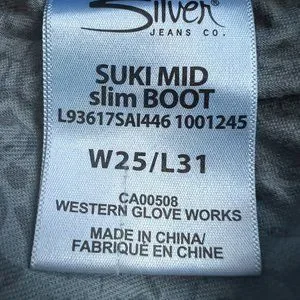 Silver
JEANS CO.
SUKI MID
slim BOOT
L93617SAI446 1001245
W25/L31
CA00508
WESTERN GLOVE WORKS
MADE IN CHINA/
FABRIQUÉ EN CHINE